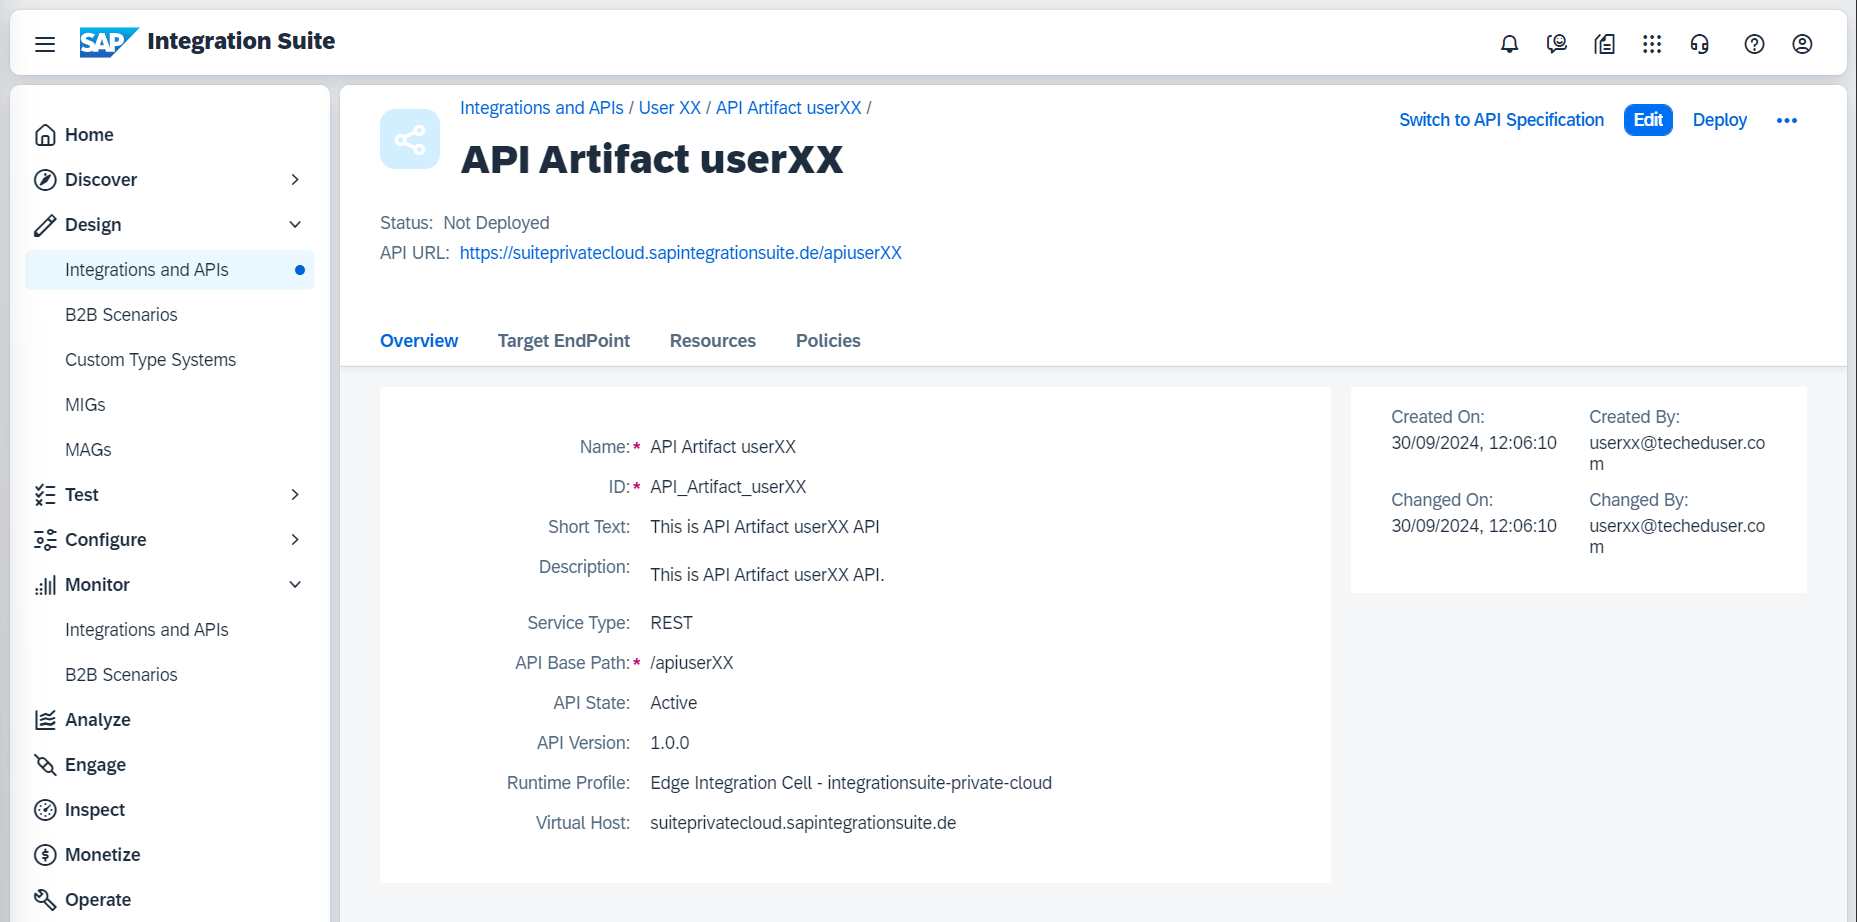 SAP Integration Suite
Home
Discover
Design
Integrations and APIs
B2B Scenarios
Custom Type Systems
MIGs
MAGs
Test
Configure
Monitor
Integrations and APIs
B2B Scenarios
Analyze
Engage
Inspect
Monetize
Operate
Integrations and APIs / User XX / API Artifact userXX /
API Artifact userXX
Switch to API Specification Edit Deploy
Status: Not Deployed
API URL: https://suiteprivatecloud.sapintegrationsuite.de/apiuserXX
Overview Target EndPoint Resources Policies
Name:* API Artifact userXX
ID:* API_Artifact_userXX
Short Text: This is API Artifact userXX API
Description: This is API Artifact userXX API.
Service Type: REST
API Base Path:* /apiuserXX
API State: Active
API Version: 1.0.0
Runtime Profile: Edge Integration Cell - integrationsuite-private-cloud
Virtual Host: suiteprivatecloud.sapintegrationsuite.de
Created On: Created By:
30/09/2024, 12:06:10 userxx@techeduser.co
m
Changed On: Changed By:
30/09/2024, 12:06:10 userxx@techeduser.co
m